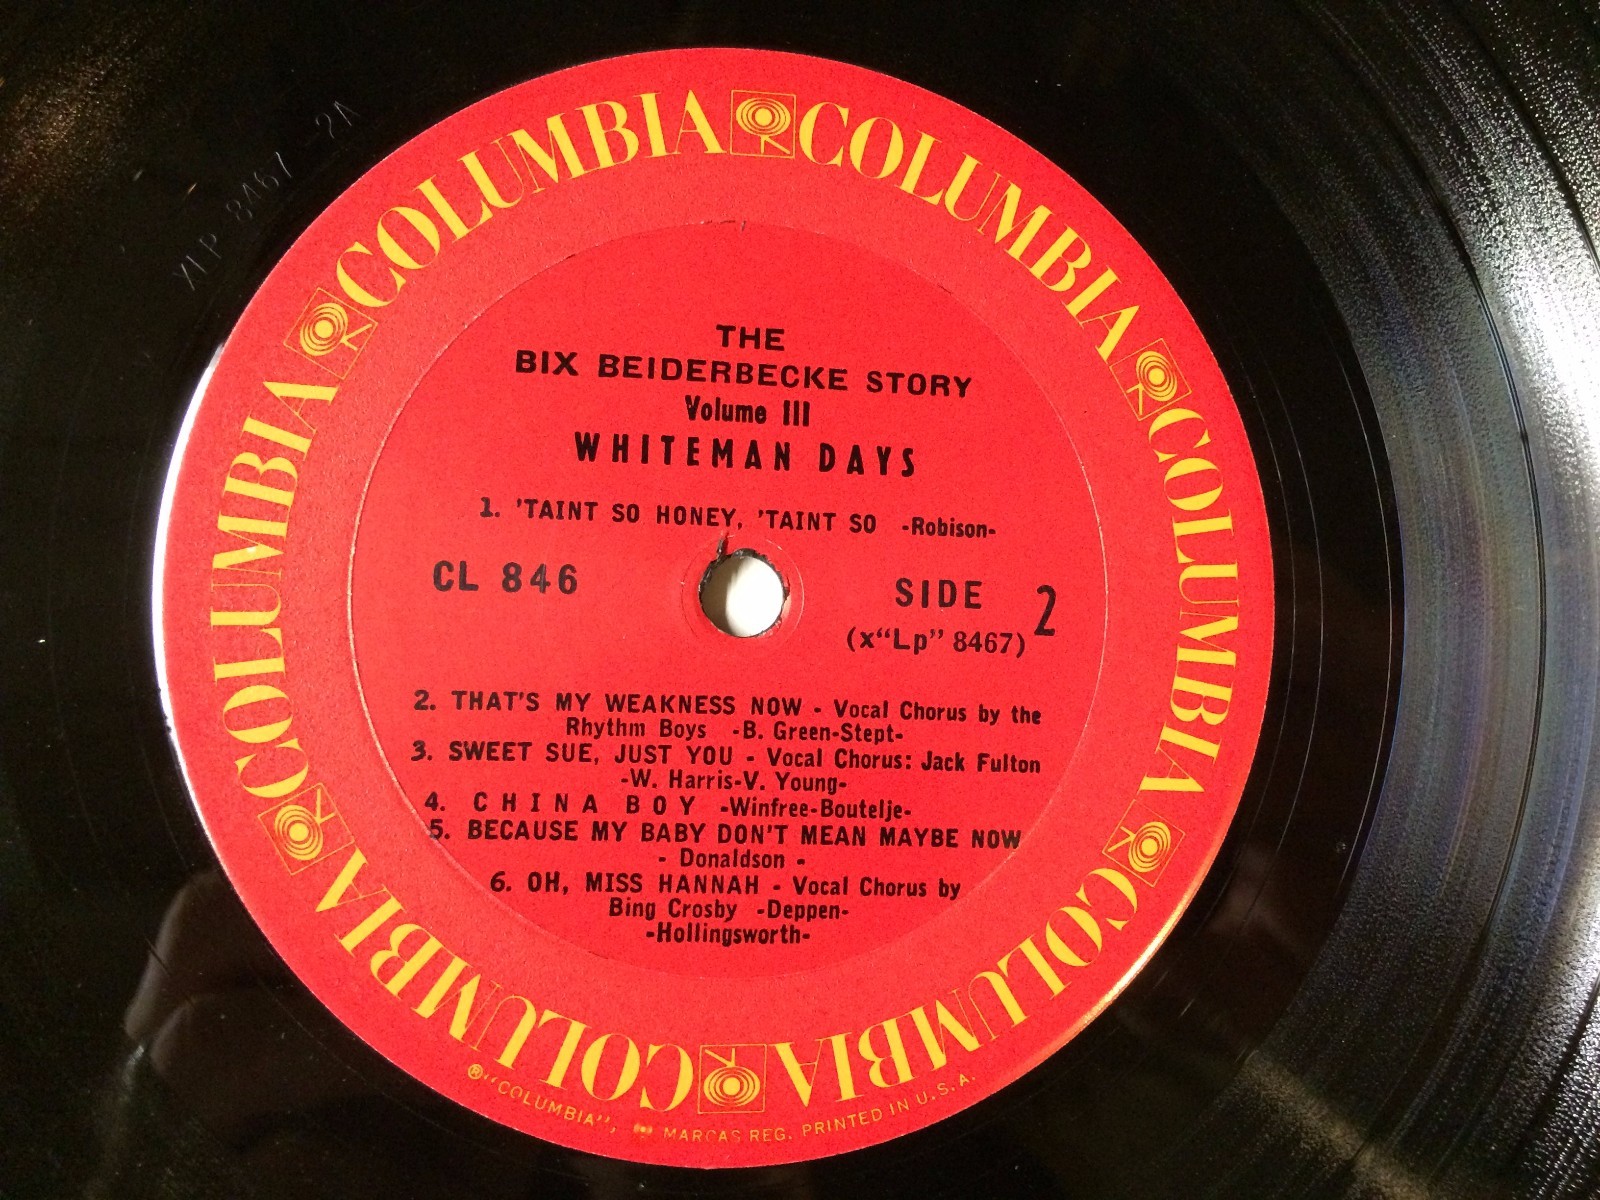 XLP 8467 -2A
COLUMBIA COLUMBIA COLUMBIA COLUMBIA COLUMBIA COLUMBIA COLUMBIA
THE
BIX BEIDERBECKE STORY
Volume III
WHITEMAN DAYS
1. 'TAINT SO HONEY, 'TAINT SO -Robison-
CL 846
SIDE 2
(x“Lp” 8467)
2. THAT'S MY WEAKNESS NOW - Vocal Chorus by the
Rhythm Boys -B. Green-Stept-
3. SWEET SUE, JUST YOU - Vocal Chorus: Jack Fulton
-W. Harris-V. Young-
4. CHINA BOY -Winfree-Boutelje-
5. BECAUSE MY BABY DON'T MEAN MAYBE NOW
- Donaldson -
6. OH, MISS HANNAH - Vocal Chorus by
Bing Crosby -Deppen-
-Hollingsworth-
®"COLUMBIA", MARCAS REG. PRINTED IN U.S.A.